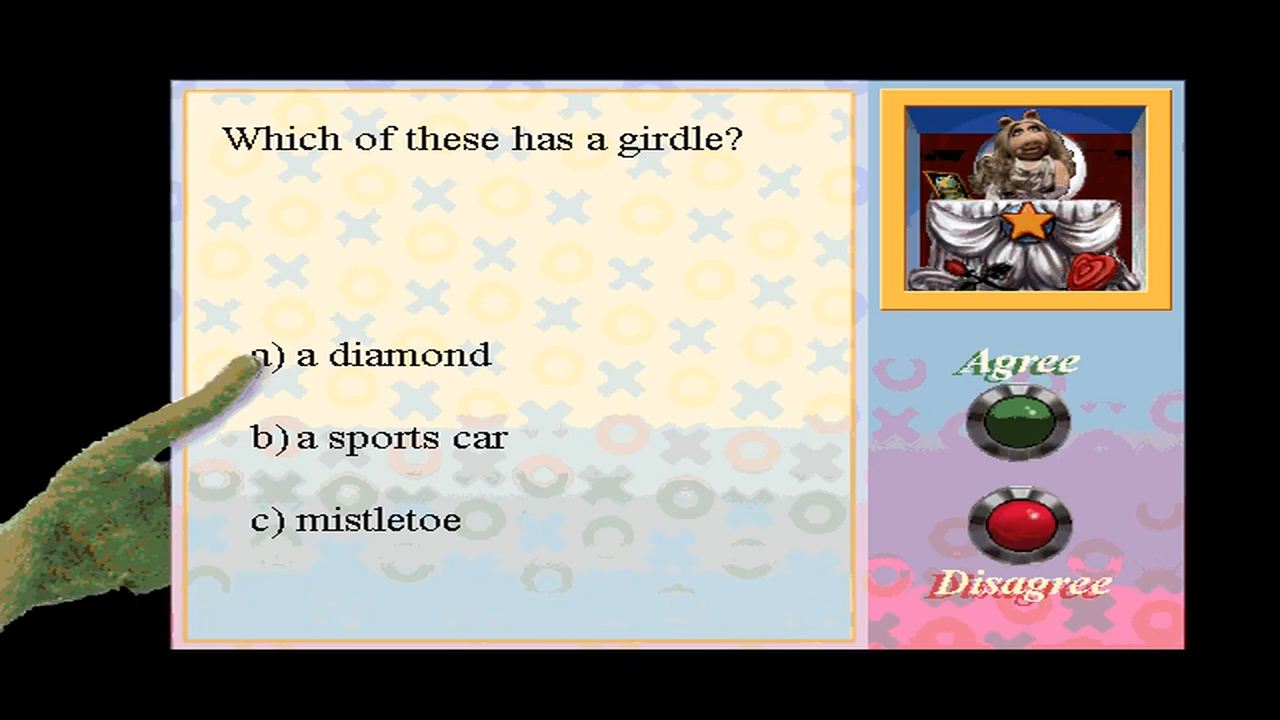 Which of these has a girdle?
a) a diamond
b) a sports car
c) mistletoe
Agree
Disagree